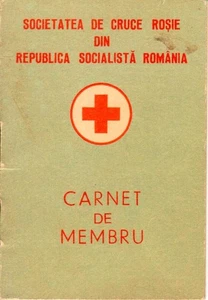 SOCIETATEA DE CRUCE ROȘIE
DIN
REPUBLICA SOCIALISTĂ ROMÂNIA
CARNET
DE
MEMBRU